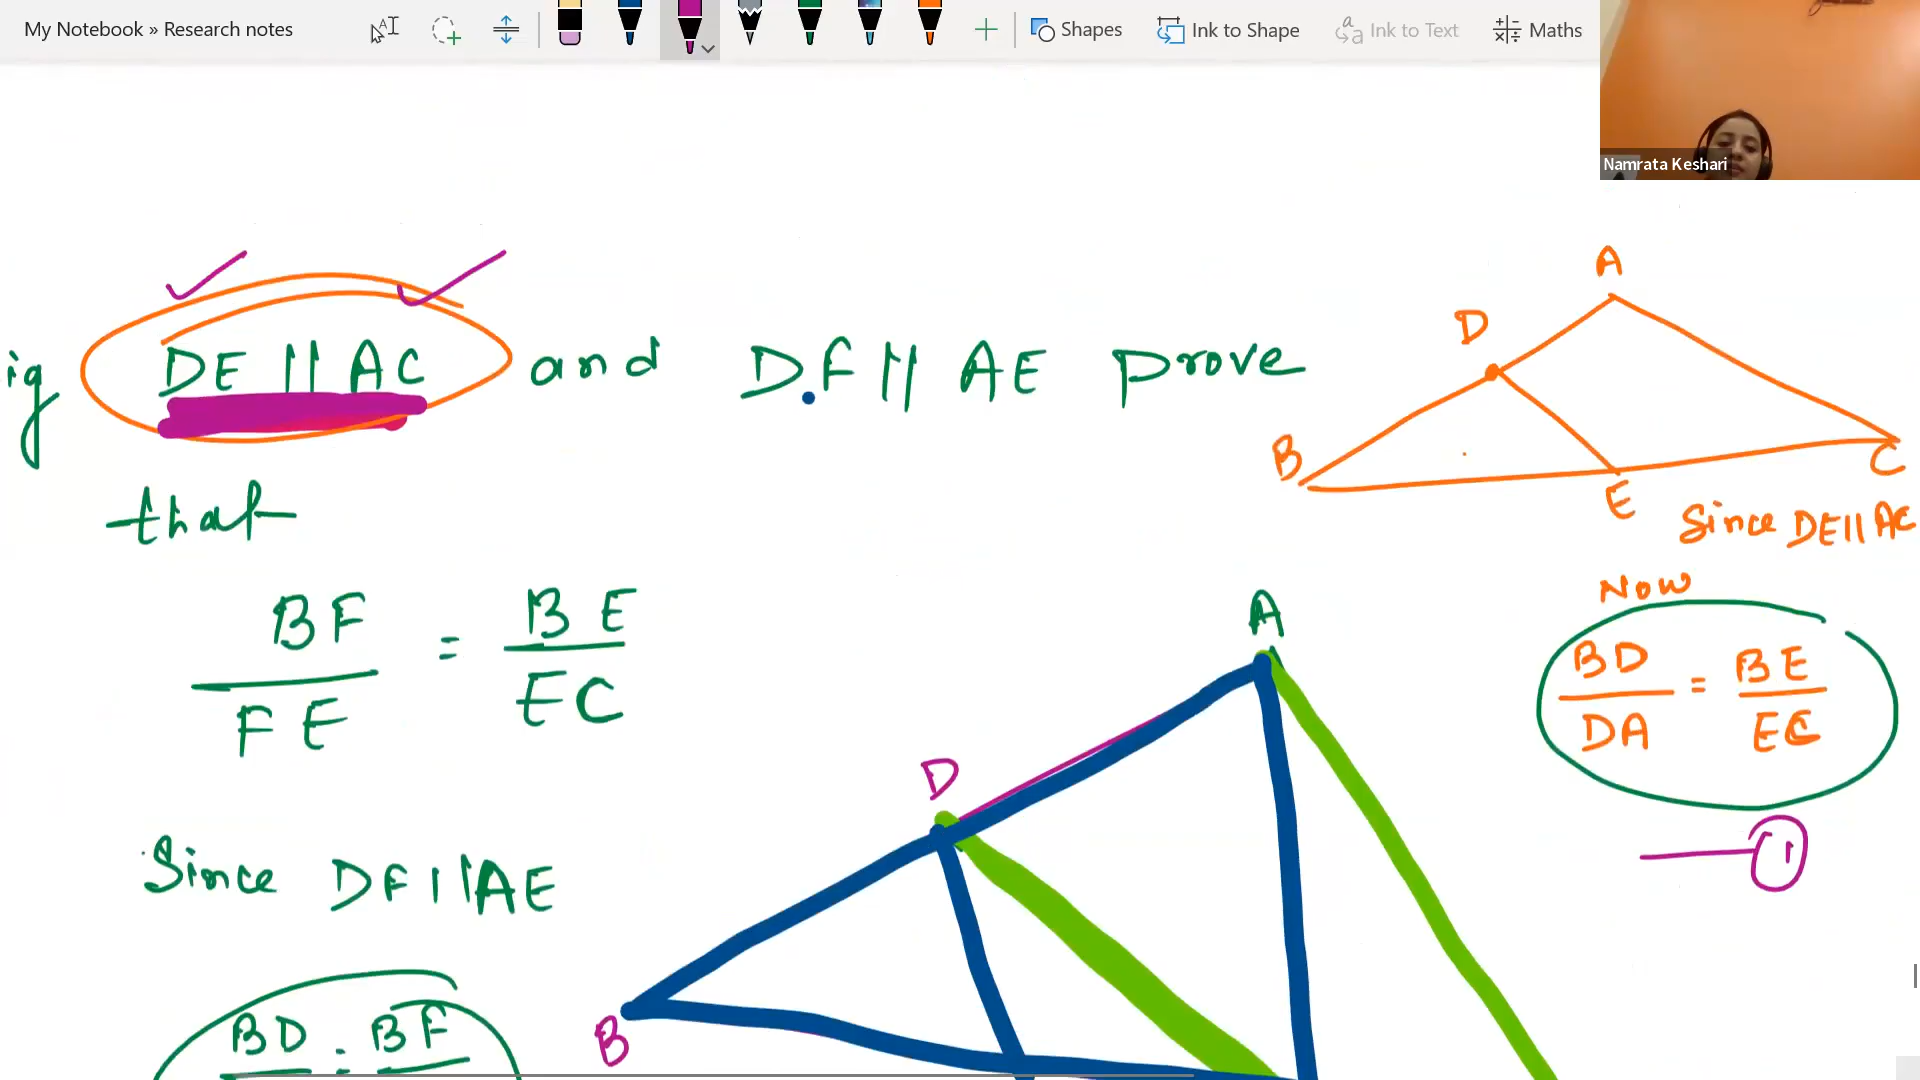 My Notebook » Research notes
Shapes
Ink to Shape
Ink to Text
Maths
Namrata Keshari
ig DE || AC and DF || AE prove
that
BF
FE
=
BE
EC
A
D
B
C
E
Since DE || AC
Now
BD
DA
=
BE
EC
1
A
D
B
Since DF || AE
BD
=
BF